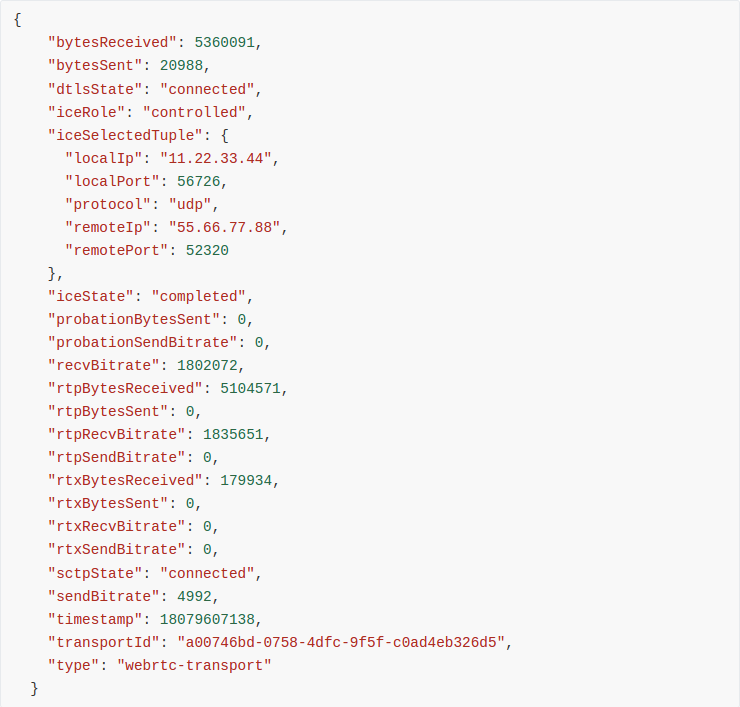 {
"bytesReceived": 5360091,
"bytesSent": 20988,
"dtlsState": "connected",
"iceRole": "controlled",
"iceSelectedTuple": {
"localIp": "11.22.33.44",
"localPort": 56726,
"protocol": "udp",
"remoteIp": "55.66.77.88",
"remotePort": 52320
},
"iceState": "completed",
"probationBytesSent": 0,
"probationSendBitrate": 0,
"recvBitrate": 1802072,
"rtpBytesReceived": 5104571,
"rtpBytesSent": 0,
"rtpRecvBitrate": 1835651,
"rtpSendBitrate": 0,
"rtxBytesReceived": 179934,
"rtxBytesSent": 0,
"rtxRecvBitrate": 0,
"rtxSendBitrate": 0,
"sctpState": "connected",
"sendBitrate": 4992,
"timestamp": 18079607138,
"transportId": "a00746bd-0758-4dfc-9f5f-c0ad4eb326d5",
"type": "webrtc-transport"
}